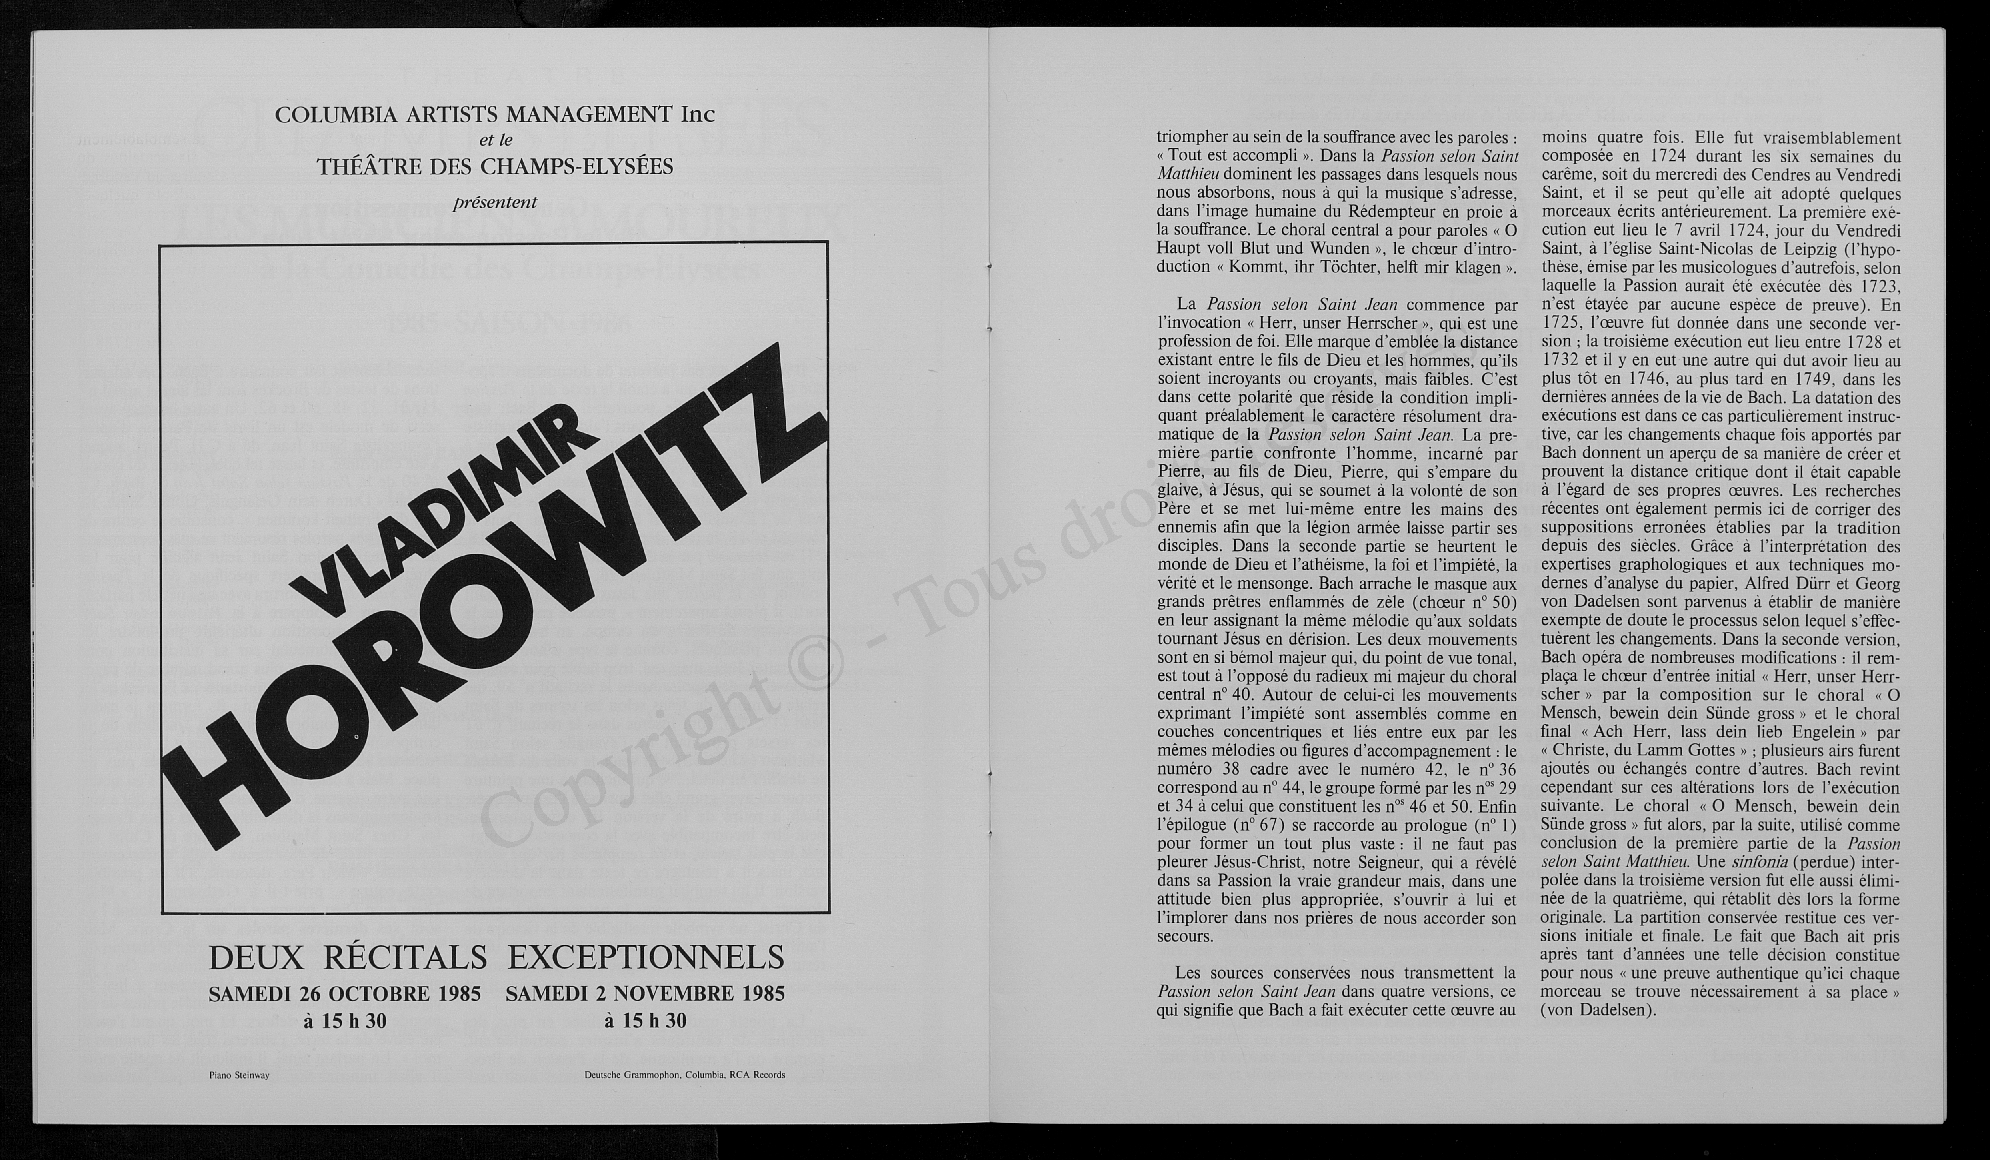 COLUMBIA ARTISTS MANAGEMENT Inc
et le
THÉÂTRE DES CHAMPS-ELYSÉES
présentent
VLADIMIR
HOROWITZ
DEUX RÉCITALS EXCEPTIONNELS
SAMEDI 26 OCTOBRE 1985 SAMEDI 2 NOVEMBRE 1985
à 15 h 30 à 15 h 30
Piano Steinway Deutsche Grammophon, Columbia, RCA Records
triompher au sein de la souffrance avec les paroles :
« Tout est accompli ». Dans la Passion selon Saint
Matthieu dominent les passages dans lesquels nous
nous absorbons, nous à qui la musique s'adresse,
dans l'image humaine du Rédempteur en proie à
la souffrance. Le choral central a pour paroles « O
Haupt voll Blut und Wunden », le chœur d'intro-
duction « Kommt, ihr Töchter, helft mir klagen ».
La Passion selon Saint Jean commence par
l'invocation « Herr, unser Herrscher », qui est une
profession de foi. Elle marque d'emblée la distance
existant entre le fils de Dieu et les hommes, qu'ils
soient incroyants ou croyants, mais faibles. C'est
dans cette polarité que réside la condition impli-
quant préalablement le caractère résolument dra-
matique de la Passion selon Saint Jean. La pre-
mière partie confronte l'homme, incarné par
Pierre, au fils de Dieu, Pierre, qui s'empare du
glaive, à Jésus, qui se soumet à la volonté de son
Père et se met lui-même entre les mains des
ennemis afin que la légion armée laisse partir ses
disciples. Dans la seconde partie se heurtent le
monde de Dieu et l'athéisme, la foi et l'impiété, la
vérité et le mensonge. Bach arrache le masque aux
grands prêtres enflammés de zèle (chœur n° 50)
en leur assignant la même mélodie qu'aux soldats
tournant Jésus en dérision. Les deux mouvements
sont en si bémol majeur qui, du point de vue tonal,
est tout à l'opposé du radieux mi majeur du choral
central n° 40. Autour de celui-ci les mouvements
exprimant l'impiété sont assemblés comme en
couches concentriques et liés entre eux par les
mêmes mélodies ou figures d'accompagnement : le
numéro 38 cadre avec le numéro 42, le n° 36
correspond au n° 44, le groupe formé par les nos 29
et 34 à celui que constituent les nos 46 et 50. Enfin
l'épilogue (n° 67) se raccorde au prologue (n° 1)
pour former un tout plus vaste : il ne faut pas
pleurer Jésus-Christ, notre Seigneur, qui a révélé
dans sa Passion la vraie grandeur mais, dans une
attitude bien plus appropriée, s'ouvrir à lui et
l'implorer dans nos prières de nous accorder son
secours.
Les sources conservées nous transmettent la
Passion selon Saint Jean dans quatre versions, ce
qui signifie que Bach a fait exécuter cette œuvre au
moins quatre fois. Elle fut vraisemblablement
composée en 1724 durant les six semaines du
carême, soit du mercredi des Cendres au Vendredi
Saint, et il se peut qu'elle ait adopté quelques
morceaux écrits antérieurement. La première exé-
cution eut lieu le 7 avril 1724, jour du Vendredi
Saint, à l'église Saint-Nicolas de Leipzig (l'hypo-
thèse, émise par les musicologues d'autrefois, selon
laquelle la Passion aurait été exécutée dès 1723,
n'est étayée par aucune espèce de preuve). En
1725, l'œuvre fut donnée dans une seconde ver-
sion ; la troisième exécution eut lieu entre 1728 et
1732 et il y en eut une autre qui dut avoir lieu au
plus tôt en 1746, au plus tard en 1749, dans les
dernières années de la vie de Bach. La datation des
exécutions est dans ce cas particulièrement instruc-
tive, car les changements chaque fois apportés par
Bach donnent un aperçu de sa manière de créer et
prouvent la distance critique dont il était capable
à l'égard de ses propres œuvres. Les recherches
récentes ont également permis ici de corriger des
suppositions erronées établies par la tradition
depuis des siècles. Grâce à l'interprétation des
expertises graphologiques et aux techniques mo-
dernes d'analyse du papier, Alfred Dürr et Georg
von Dadelsen sont parvenus à établir de manière
exempte de doute le processus selon lequel s'effec-
tuèrent les changements. Dans la seconde version,
Bach opéra de nombreuses modifications : il rem-
plaça le chœur d'entrée initial « Herr, unser Herr-
scher » par la composition sur le choral « O
Mensch, bewein dein Sünde gross » et le choral
final « Ach Herr, lass dein lieb Engelein » par
« Christe, du Lamm Gottes » ; plusieurs airs furent
ajoutés ou échangés contre d'autres. Bach revint
cependant sur ces altérations lors de l'exécution
suivante. Le choral « O Mensch, bewein dein
Sünde gross » fut alors, par la suite, utilisé comme
conclusion de la première partie de la Passion
selon Saint Matthieu. Une sinfonia (perdue) inter-
polée dans la troisième version fut elle aussi élimi-
née de la quatrième, qui rétablit dès lors la forme
originale. La partition conservée restitue ces ver-
sions initiale et finale. Le fait que Bach ait pris
après tant d'années une telle décision constitue
pour nous « une preuve authentique qu'ici chaque
morceau se trouve nécessairement à sa place »
(von Dadelsen).
Copyright © - Tous droits réservés